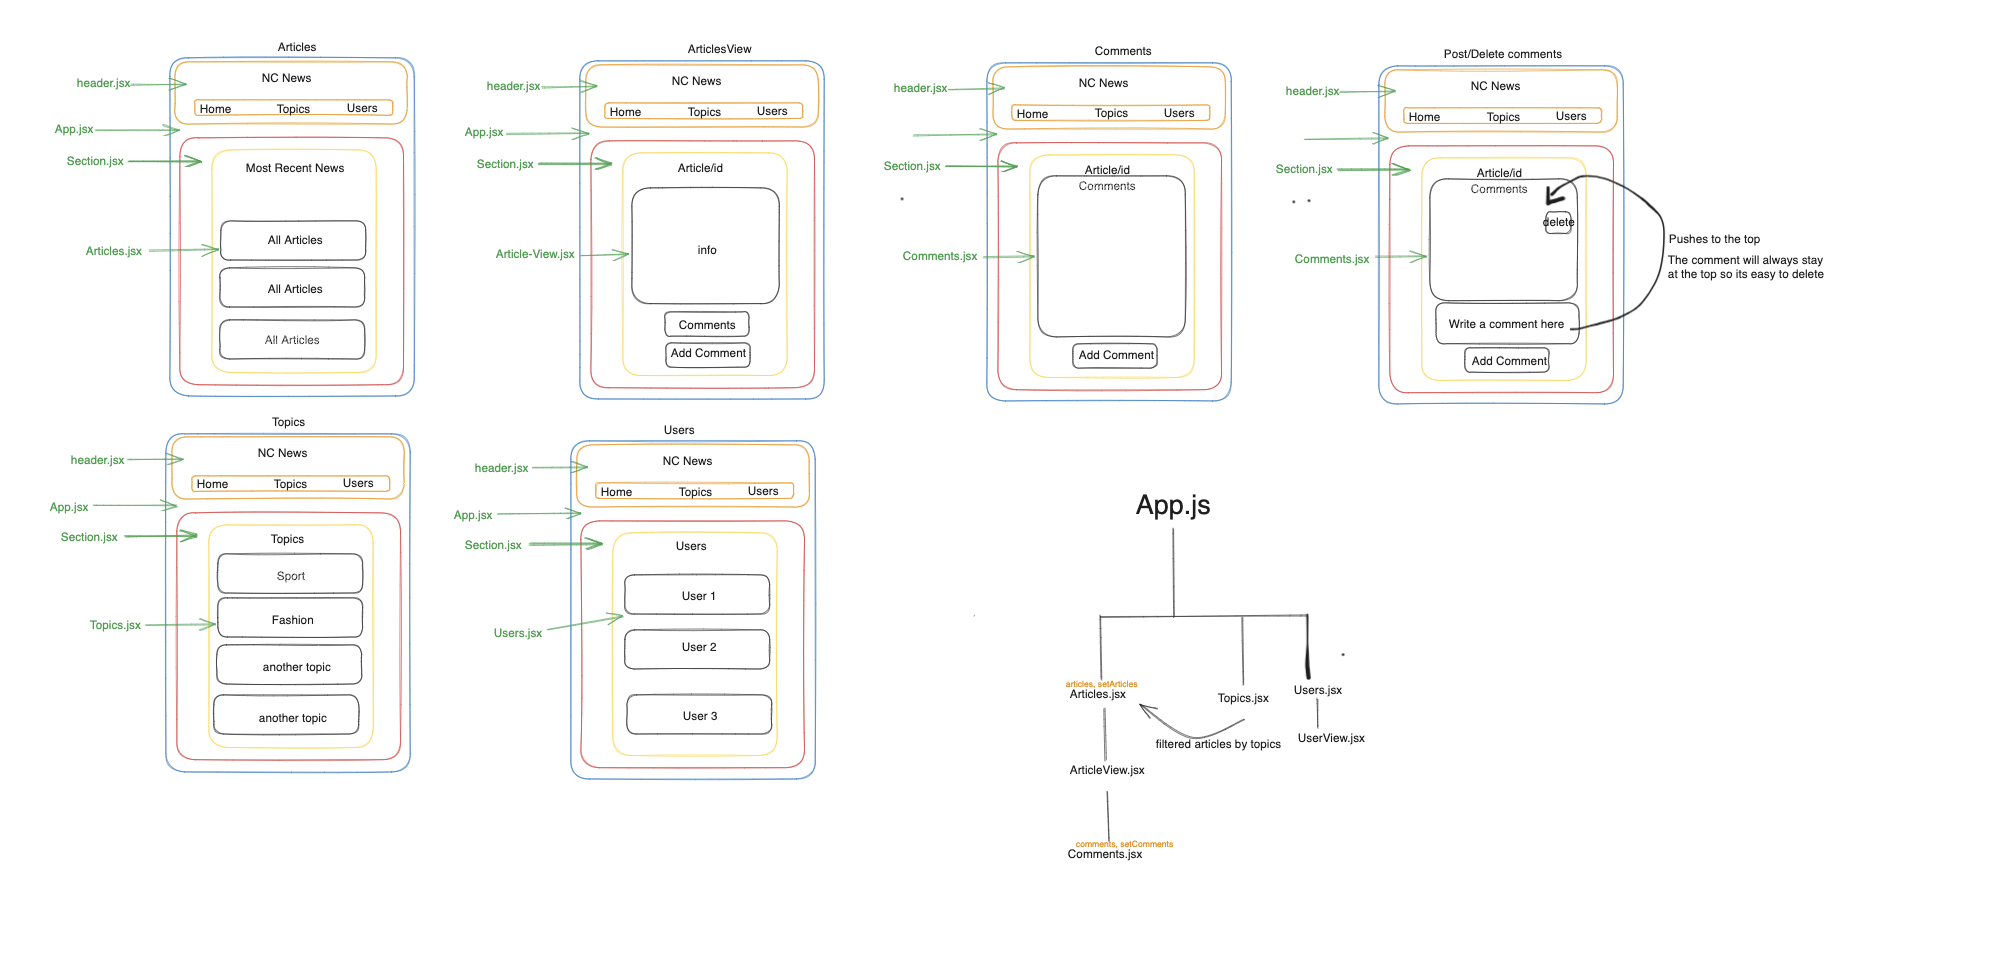 Articles
header.jsx
NC News
Home Topics Users
App.jsx
Section.jsx
Most Recent News
All Articles
Articles.jsx
All Articles
All Articles
ArticlesView
header.jsx
NC News
Home Topics Users
App.jsx
Section.jsx
Article/id
info
Article-View.jsx
Comments
Add Comment
Comments
header.jsx
NC News
Home Topics Users
Section.jsx
Article/id
Comments
Comments.jsx
Add Comment
Post/Delete comments
header.jsx
NC News
Home Topics Users
Section.jsx
Article/id
Comments
delete
Comments.jsx
Write a comment here
Add Comment
Pushes to the top
The comment will always stay
at the top so its easy to delete
Topics
header.jsx
NC News
Home Topics Users
App.jsx
Section.jsx
Topics
Sport
Fashion
Topics.jsx
another topic
another topic
Users
header.jsx
NC News
Home Topics Users
App.jsx
Section.jsx
Users
User 1
Users.jsx
User 2
User 3
App.js
articles, setArticles
Articles.jsx
Topics.jsx
Users.jsx
filtered articles by topics
UserView.jsx
ArticleView.jsx
comments, setComments
Comments.jsx